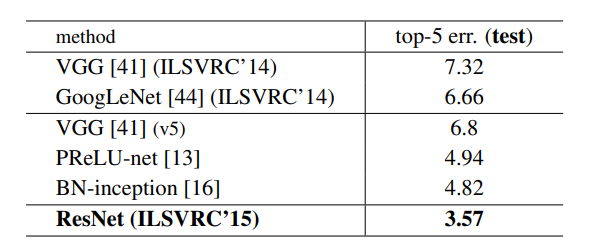 method top-5 err. (test)
VGG [41] (ILSVRC’14) 7.32
GoogLeNet [44] (ILSVRC’14) 6.66
VGG [41] (v5) 6.8
PReLU-net [13] 4.94
BN-inception [16] 4.82
ResNet (ILSVRC’15) 3.57